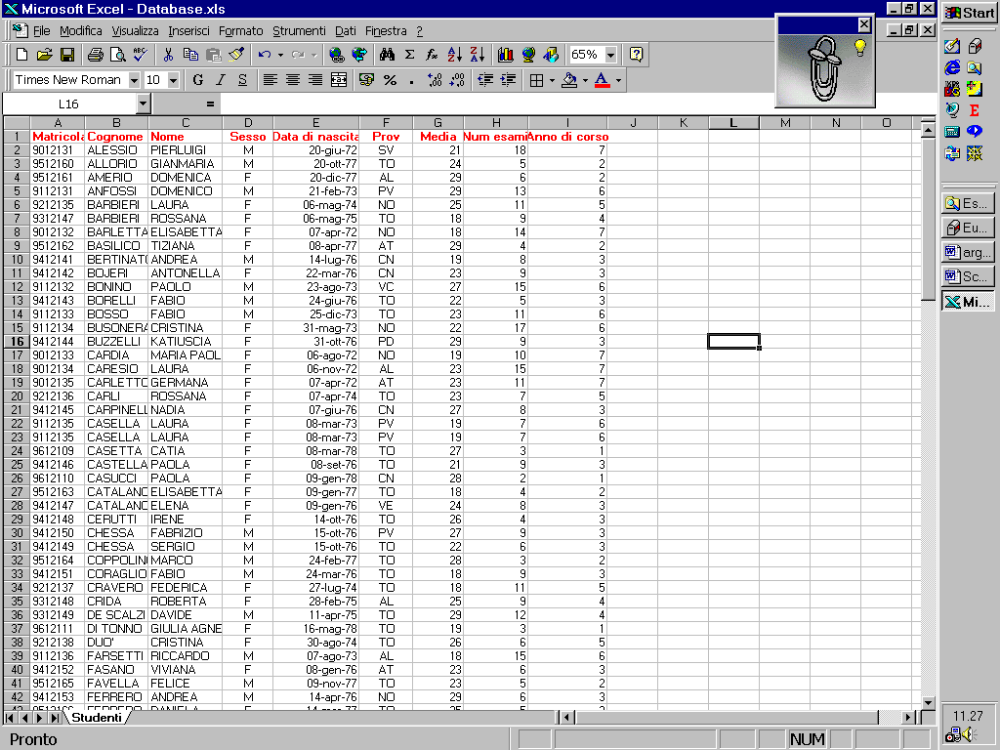 Microsoft Excel - Database.xls
Start
File Modifica Visualizza Inserisci Formato Strumenti Dati Finestra ?
65%
Times New Roman 10 G I S
L16 =
A B C D E F G H I J K L M N O
1 Matricola Cognome Nome Sesso Data di nascita Prov Media Num esami Anno di corso
2 9012131 ALESSIO PIERLUIGI M 20-giu-72 SV 21 18 7
3 9512160 ALLORIO GIANMARIA M 20-ott-77 TO 24 5 2
4 9512161 AMERIO DOMENICA F 20-dic-77 AL 29 6 2
5 9112131 ANFOSSI DOMENICO M 21-feb-73 PV 29 13 6
6 9212135 BARBIERI LAURA F 06-mag-74 NO 25 11 5
7 9312147 BARBIERI ROSSANA F 06-mag-75 TO 18 9 4
8 9012132 BARLETTA ELISABETTA F 07-apr-72 NO 18 14 7
9 9512162 BASILICO TIZIANA F 08-apr-77 AT 29 4 2
10 9412141 BERTINATO ANDREA M 14-lug-76 CN 19 8 3
11 9412142 BOJERI ANTONELLA F 22-mar-76 CN 23 9 3
12 9112132 BONINO PAOLO M 23-ago-73 VC 27 15 6
13 9412143 BORELLI FABIO M 24-giu-76 TO 22 5 3
14 9112133 BOSSO FABIO M 25-dic-73 TO 23 11 6
15 9112134 BUSONERA CRISTINA F 31-mag-73 NO 22 17 6
16 9412144 BUZZELLI KATIUSCIA F 31-ott-76 PD 29 9 3
17 9012133 CARDIA MARIA PAOL F 06-ago-72 NO 19 10 7
18 9012134 CARESIO LAURA F 06-nov-72 AL 23 15 7
19 9012135 CARLETTO GERMANA F 07-apr-72 AT 23 11 7
20 9212136 CARLI ROSSANA F 07-apr-74 TO 23 7 5
21 9412145 CARPINELL NADIA F 07-giu-76 CN 27 8 3
22 9112135 CASELLA LAURA F 08-mar-73 PV 19 7 6
23 9112135 CASELLA LAURA F 08-mar-73 PV 19 7 6
24 9612109 CASETTA CATIA F 08-mar-78 TO 27 3 1
25 9412146 CASTELLA PAOLA F 08-set-76 TO 21 9 3
26 9612110 CASUCCI PAOLA F 09-gen-78 CN 28 2 1
27 9512163 CATALANO ELISABETTA F 09-gen-77 TO 18 4 2
28 9412147 CATALANO ELENA F 09-gen-76 VE 24 8 3
29 9412148 CERUTTI IRENE F 14-ott-76 TO 26 4 3
30 9412150 CHESSA FABRIZIO M 15-ott-76 PV 27 9 3
31 9412149 CHESSA SERGIO M 15-ott-76 TO 22 6 3
32 9512164 COPPOLINI MARCO M 24-feb-77 TO 28 3 2
33 9412151 CORAGLIO FABIO M 24-mar-76 TO 18 9 3
34 9212137 CRAVERO FEDERICA F 27-lug-74 TO 18 11 5
35 9312148 CRIDA ROBERTA F 28-feb-75 AL 25 9 4
36 9312149 DE SCALZI DAVIDE M 11-apr-75 TO 29 12 4
37 9612111 DI TONNO GIULIA AGNE F 16-mag-78 TO 19 3 1
38 9212138 DUO' CRISTINA F 30-ago-74 TO 26 6 5
39 9112136 FARSETTI RICCARDO M 07-ago-73 AL 18 15 6
40 9412152 FASANO VIVIANA F 08-gen-76 AT 23 6 3
41 9512165 FAVELLA FELICE M 09-nov-77 TO 23 5 2
42 9412153 FERRERO ANDREA M 14-apr-76 NO 29 6 3
Studenti
Pronto NUM
Es...
Eu...
arg...
Sc...
Mi...
11.27